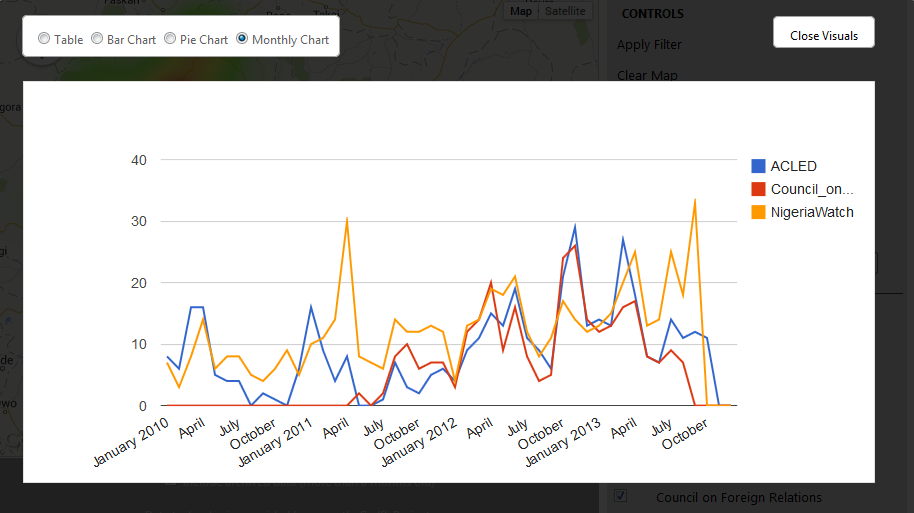 Map Satellite
CONTROLS
Table Bar Chart Pie Chart Monthly Chart
Close Visuals
Apply Filter
Clear Map
40
30
20
10
0
ACLED
Council_on...
NigeriaWatch
January 2010 April July October January 2011 April July October January 2012 April July October January 2013 April July October
Council on Foreign Relations